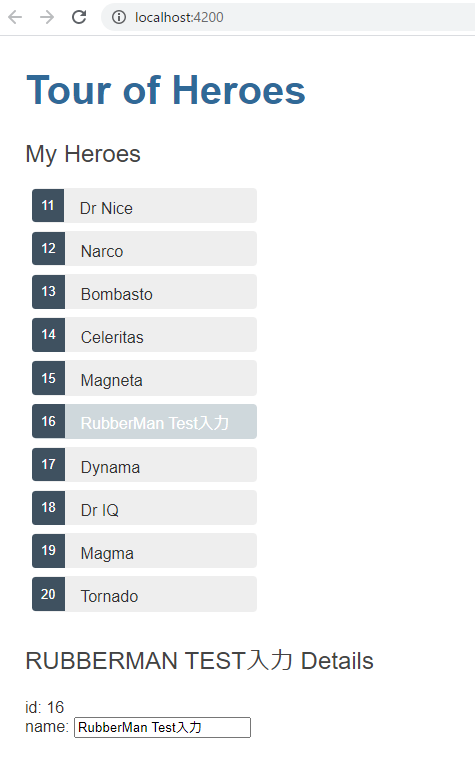 localhost:4200
Tour of Heroes
My Heroes
11 Dr Nice
12 Narco
13 Bombasto
14 Celeritas
15 Magneta
16 RubberMan Test入力
17 Dynama
18 Dr IQ
19 Magma
20 Tornado
RUBBERMAN TEST入力 Details
id: 16
name: RubberMan Test入力